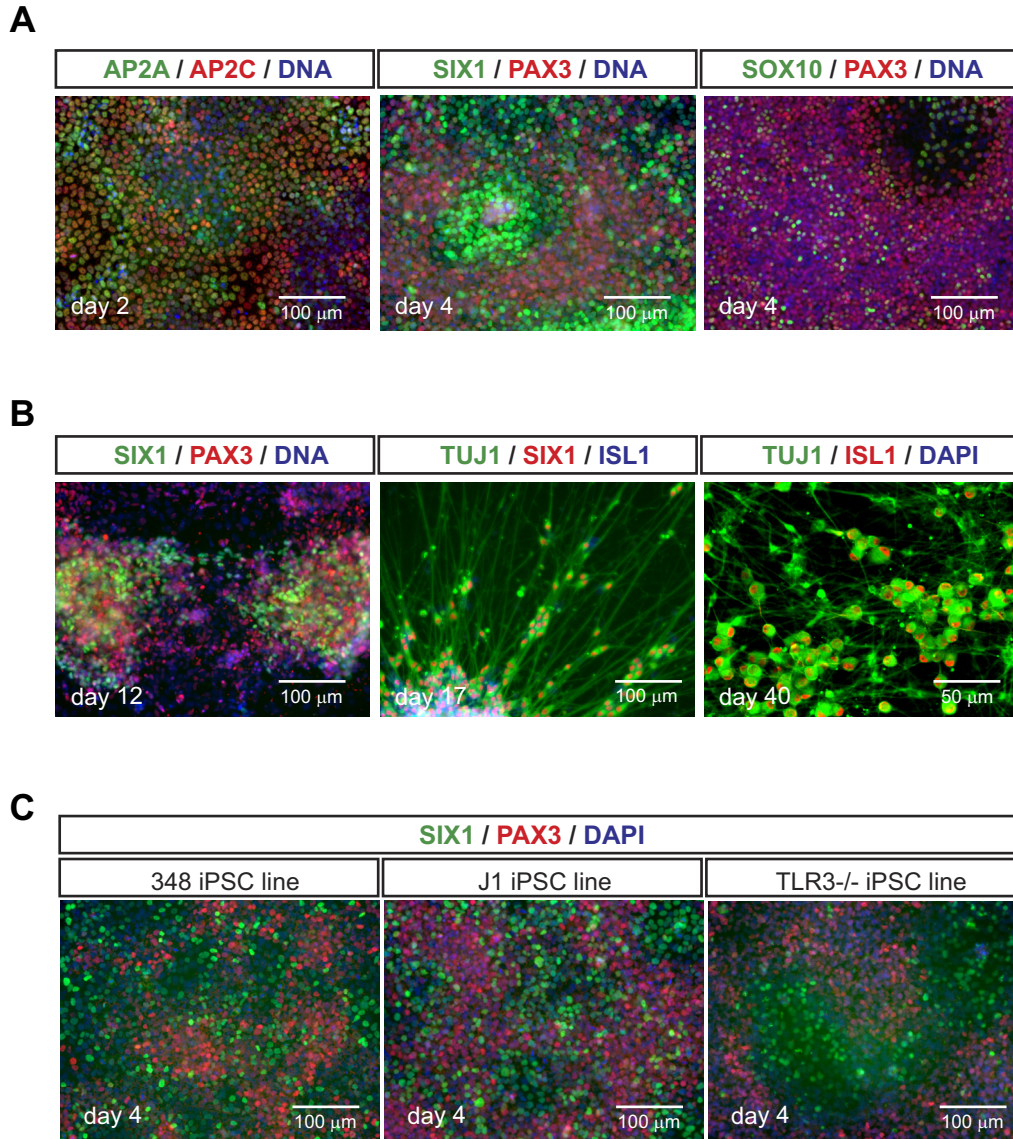 A
AP2A / AP2C / DNA
SIX1 / PAX3 / DNA
SOX10 / PAX3 / DNA
day 2
100 µm
day 4
100 µm
day 4
100 µm
B
SIX1 / PAX3 / DNA
TUJ1 / SIX1 / ISL1
TUJ1 / ISL1 / DAPI
day 12
100 µm
day 17
100 µm
day 40
50 µm
C
SIX1 / PAX3 / DAPI
348 iPSC line
J1 iPSC line
TLR3-/- iPSC line
day 4
100 µm
day 4
100 µm
day 4
100 µm